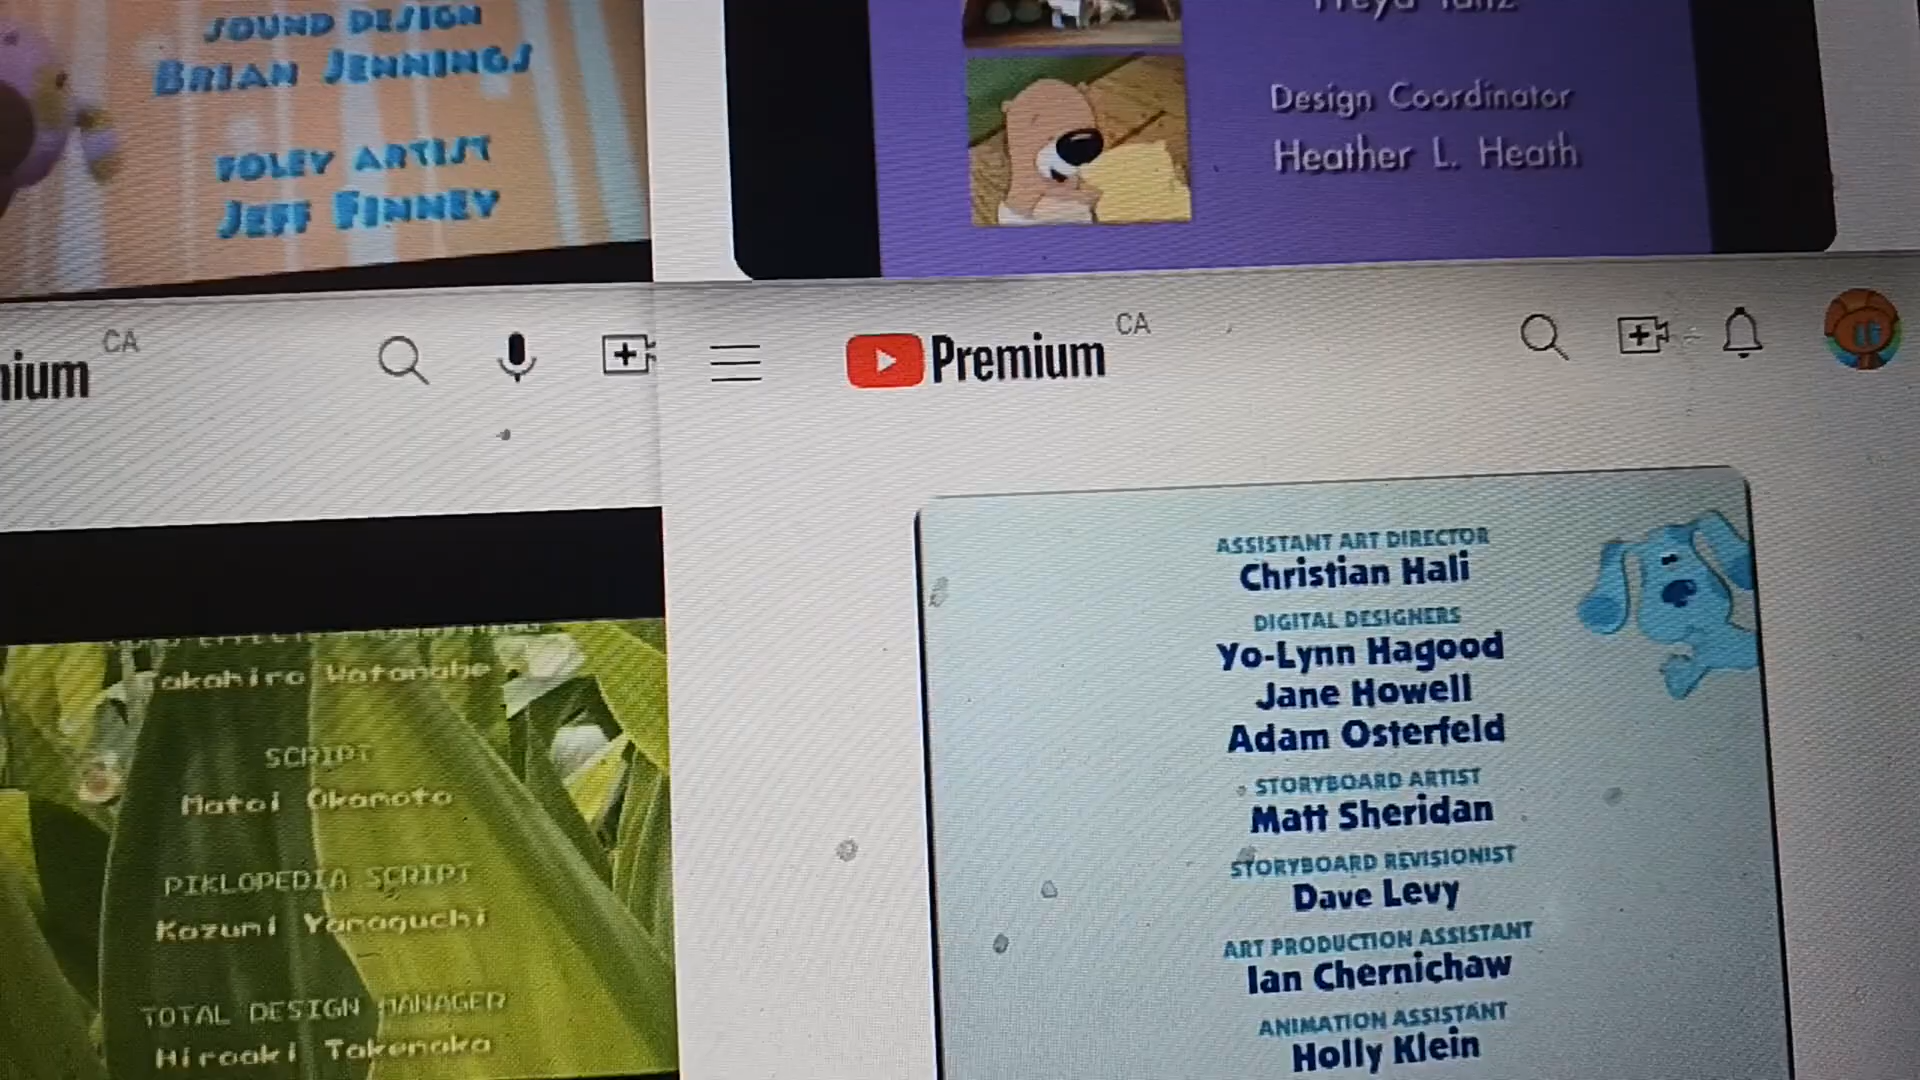 SOUND DESIGN
BRIAN JENNINGS
FOLEY ARTIST
JEFF FINNEY
Design Coordinator
Heather L. Heath
CA
Premium
CA
Takahiro Watanabe
SCRIPT
Matoi Okamoto
PIKLOPEDIA SCRIPT
Kazumi Yamaguchi
TOTAL DESIGN MANAGER
Hiroaki Takenaka
ASSISTANT ART DIRECTOR
Christian Hali
DIGITAL DESIGNERS
Yo-Lynn Hagood
Jane Howell
Adam Osterfeld
STORYBOARD ARTIST
Matt Sheridan
STORYBOARD REVISIONIST
Dave Levy
ART PRODUCTION ASSISTANT
Ian Chernichaw
ANIMATION ASSISTANT
Holly Klein